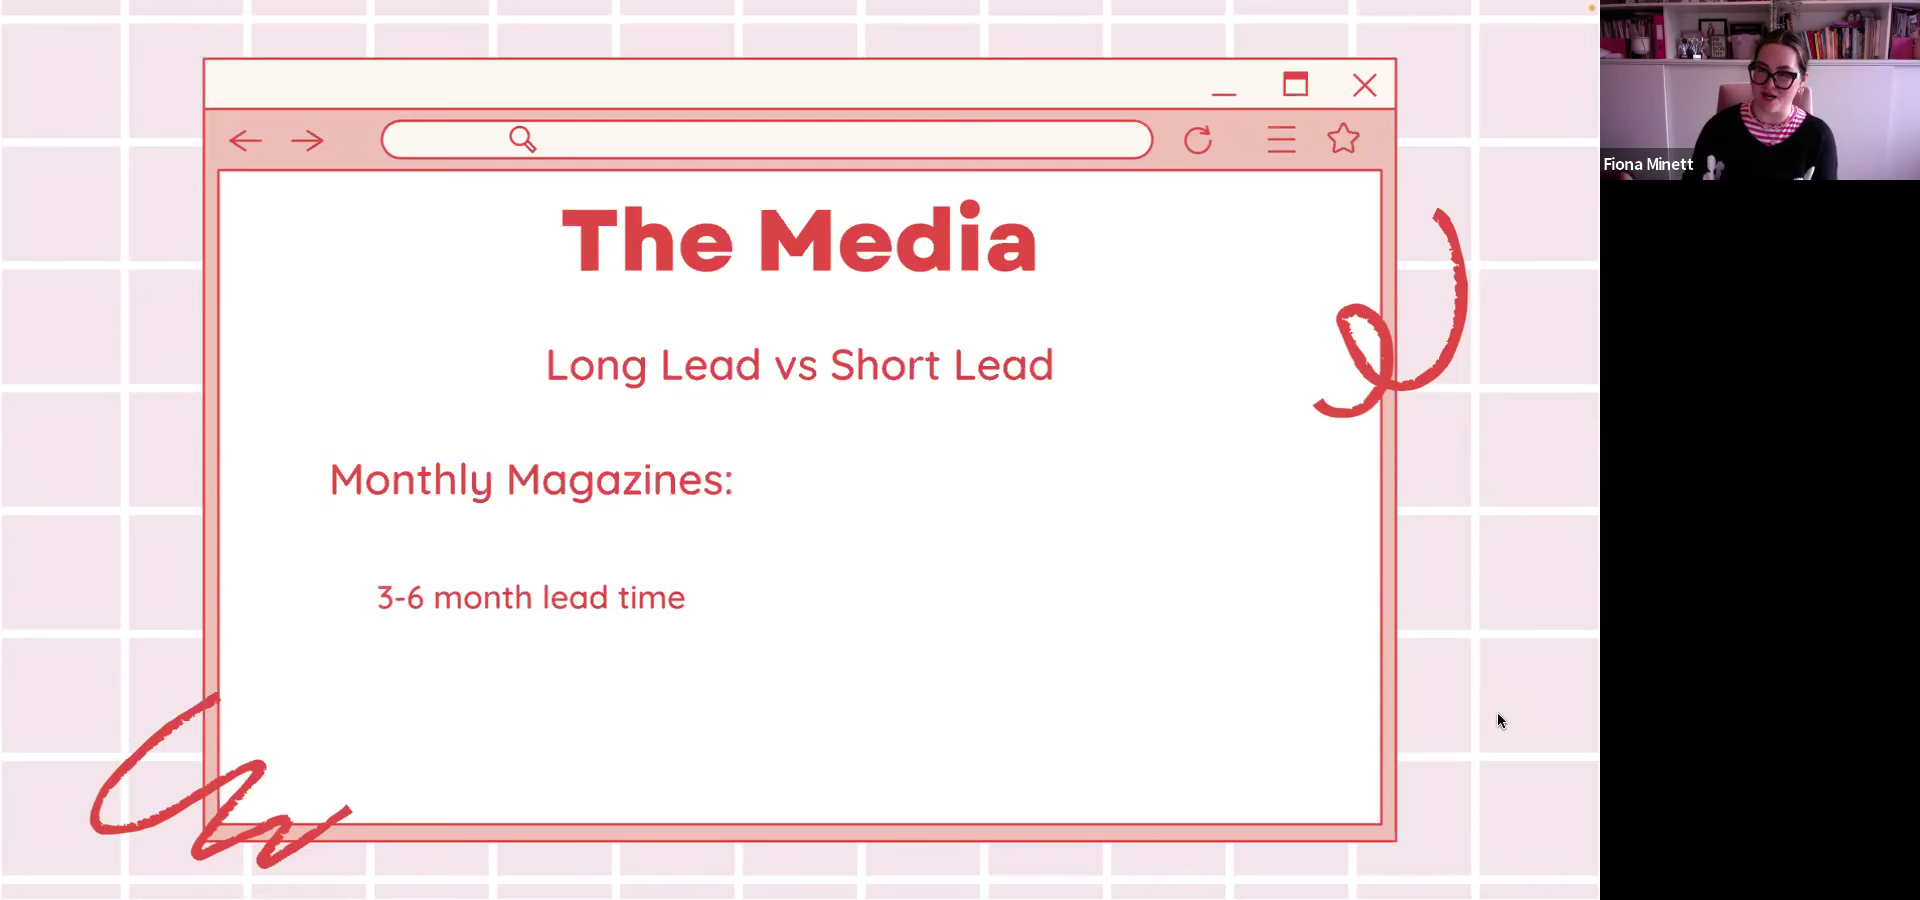 The Media
Long Lead vs Short Lead
Monthly Magazines:
3-6 month lead time
Fiona Minett